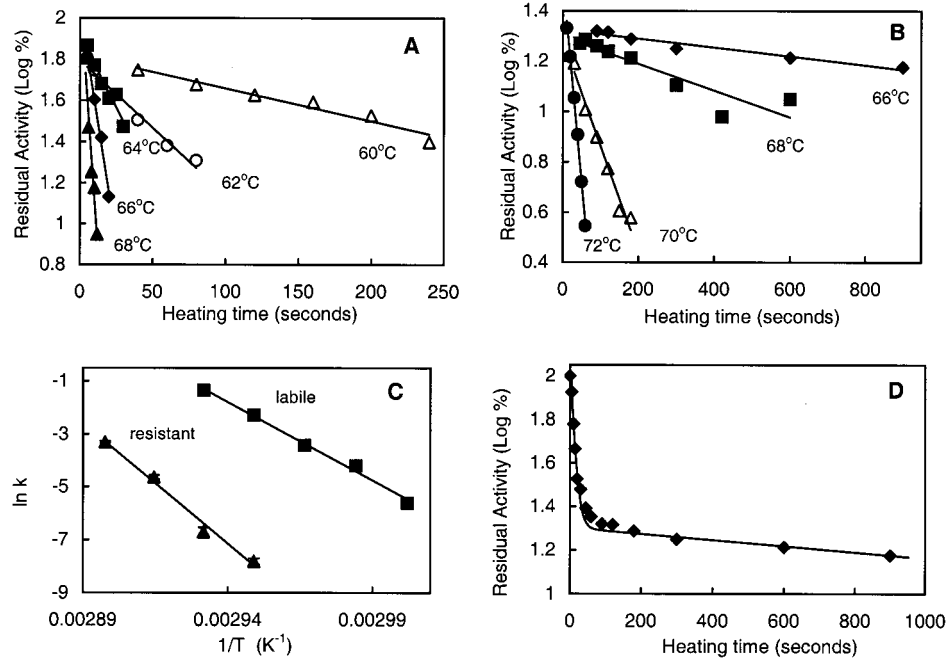 A
Residual Activity (Log %)
2
1.8
1.6
1.4
1.2
1
0.8
64°C
60°C
62°C
66°C
68°C
0 50 100 150 200 250
Heating time (seconds)
B
Residual Activity (Log %)
1.4
1.2
1
0.8
0.6
0.4
66°C
68°C
72°C
70°C
0 200 400 600 800
Heating time (seconds)
C
ln k
-1
-3
-5
-7
-9
labile
resistant
0.00289 0.00294 0.00299
1/T (K⁻¹)
D
Residual Activity (Log %)
2
1.8
1.6
1.4
1.2
1
0 200 400 600 800 1000
Heating time (seconds)